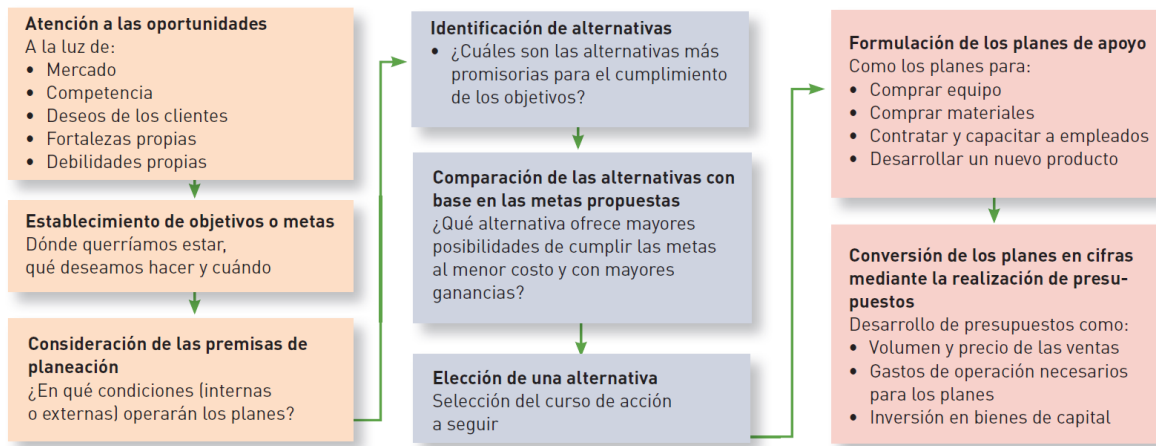 Atención a las oportunidades
A la luz de:
• Mercado
• Competencia
• Deseos de los clientes
• Fortalezas propias
• Debilidades propias
Establecimiento de objetivos o metas
Dónde querríamos estar,
qué deseamos hacer y cuándo
Consideración de las premisas de
planeación
¿En qué condiciones (internas
o externas) operarán los planes?
Identificación de alternativas
• ¿Cuáles son las alternativas más
promisorias para el cumplimiento
de los objetivos?
Comparación de las alternativas con
base en las metas propuestas
¿Qué alternativa ofrece mayores
posibilidades de cumplir las metas
al menor costo y con mayores
ganancias?
Elección de una alternativa
Selección del curso de acción
a seguir
Formulación de los planes de apoyo
Como los planes para:
• Comprar equipo
• Comprar materiales
• Contratar y capacitar a empleados
• Desarrollar un nuevo producto
Conversión de los planes en cifras
mediante la realización de presu-
puestos
Desarrollo de presupuestos como:
• Volumen y precio de las ventas
• Gastos de operación necesarios
para los planes
• Inversión en bienes de capital